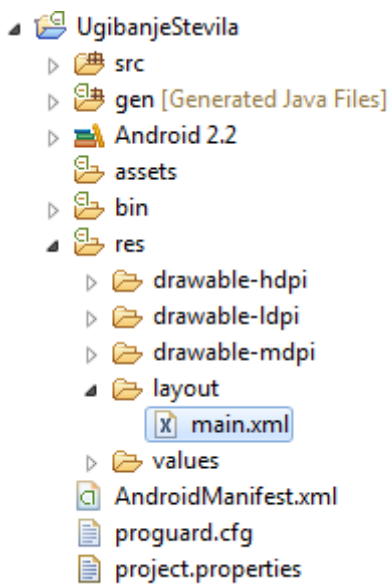 UgibanjeStevila
src
gen [Generated Java Files]
Android 2.2
assets
bin
res
drawable-hdpi
drawable-ldpi
drawable-mdpi
layout
main.xml
values
AndroidManifest.xml
proguard.cfg
project.properties